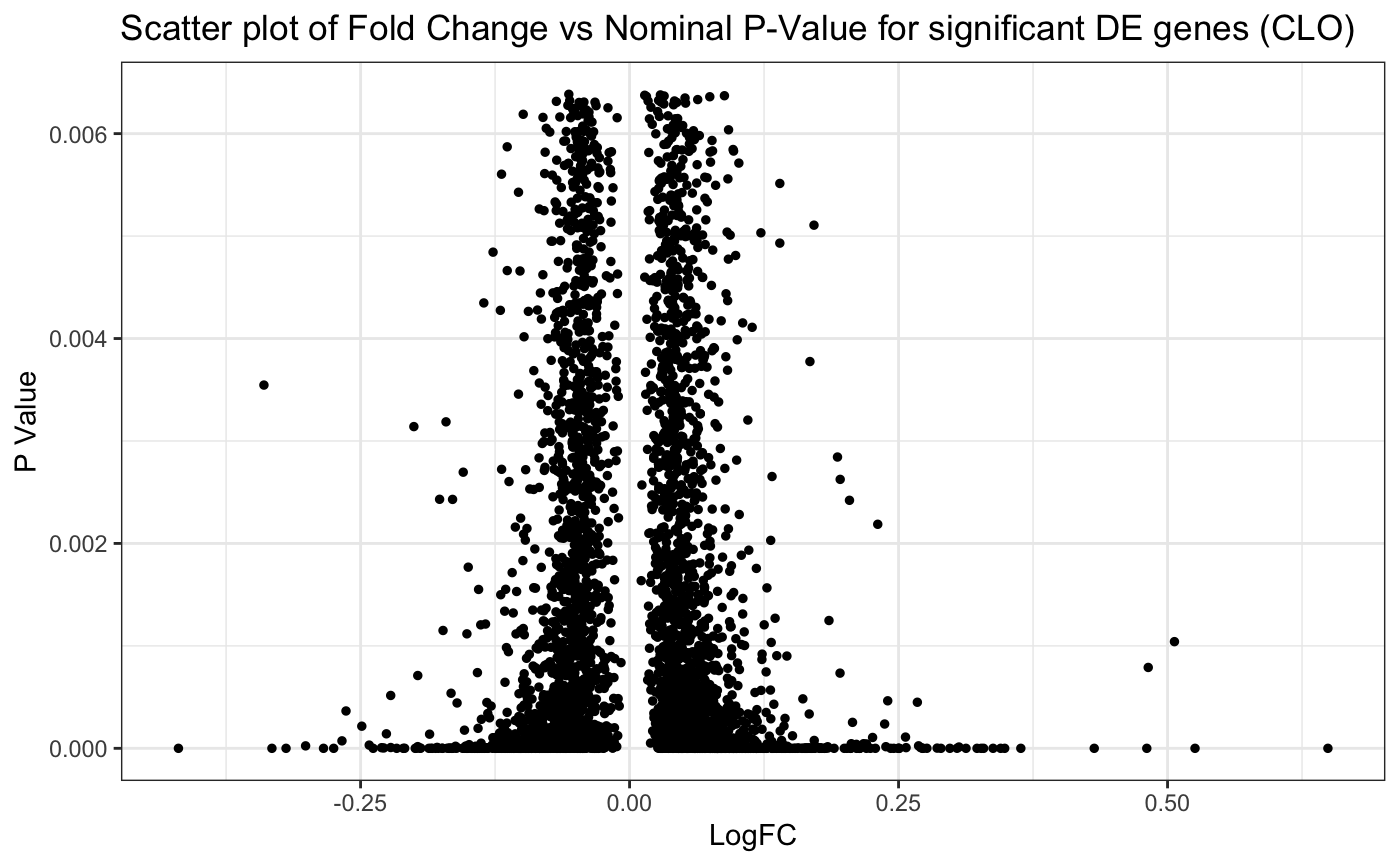 Scatter plot of Fold Change vs Nominal P-Value for significant DE genes (CLO)
0.006
0.004
0.002
0.000
P Value
-0.25
0.00
0.25
0.50
LogFC